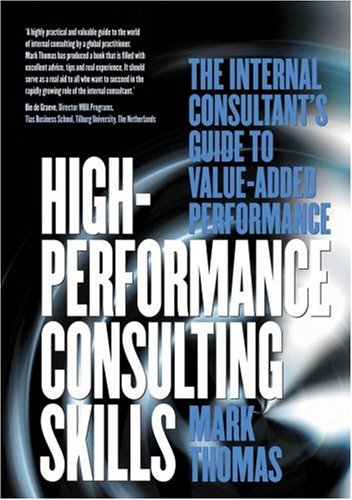 'A highly practical and valuable guide to the world
of internal consulting by a global practitioner.
Mark Thomas has produced a book that is filled with
excellent advice, tips and real experience. It should
serve as a real aid to all who want to succeed in the
rapidly growing role of the internal consultant.'
Bie de Graeve, Director MBA Programs,
Tias Business School, Tilburg University, The Netherlands
THE INTERNAL
CONSULTANT'S
GUIDE TO
VALUE-ADDED
PERFORMANCE
HIGH-
PERFORMANCE
CONSULTING
SKILLS
MARK
THOMAS